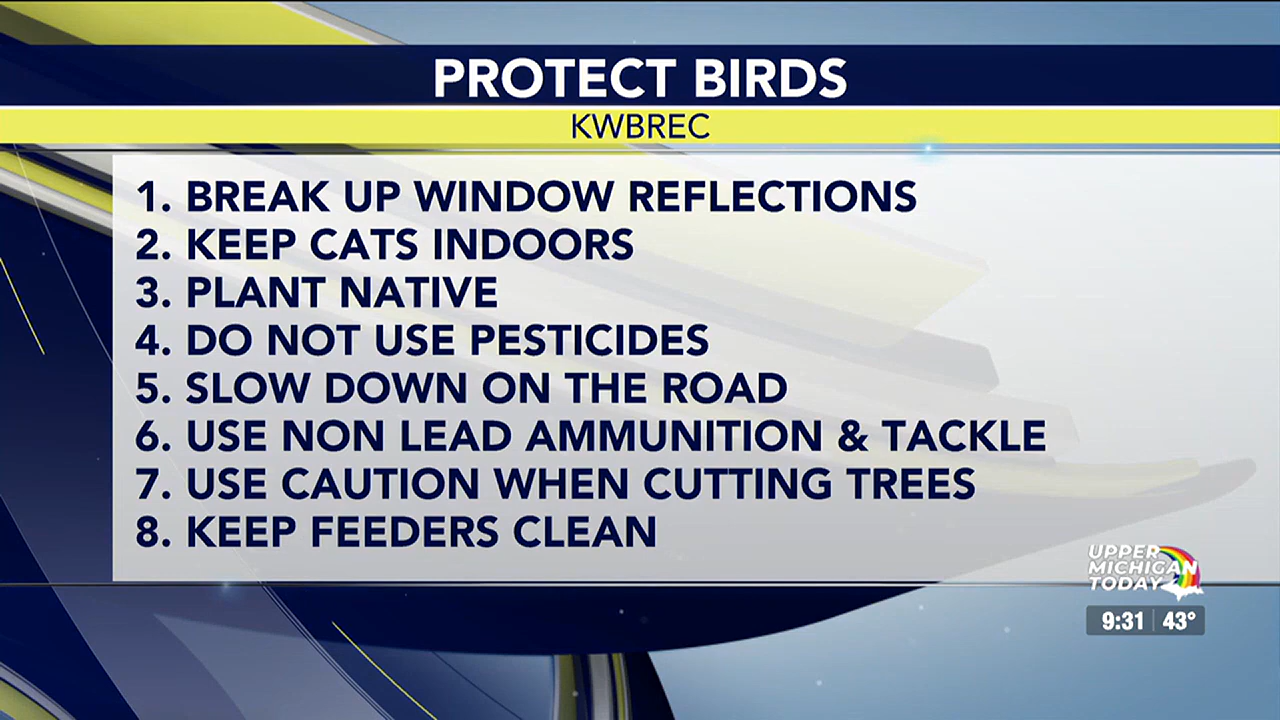 PROTECT BIRDS
KWBREC
1. BREAK UP WINDOW REFLECTIONS
2. KEEP CATS INDOORS
3. PLANT NATIVE
4. DO NOT USE PESTICIDES
5. SLOW DOWN ON THE ROAD
6. USE NON LEAD AMMUNITION & TACKLE
7. USE CAUTION WHEN CUTTING TREES
8. KEEP FEEDERS CLEAN
UPPER
MICHIGAN
TODAY
9:31 43°